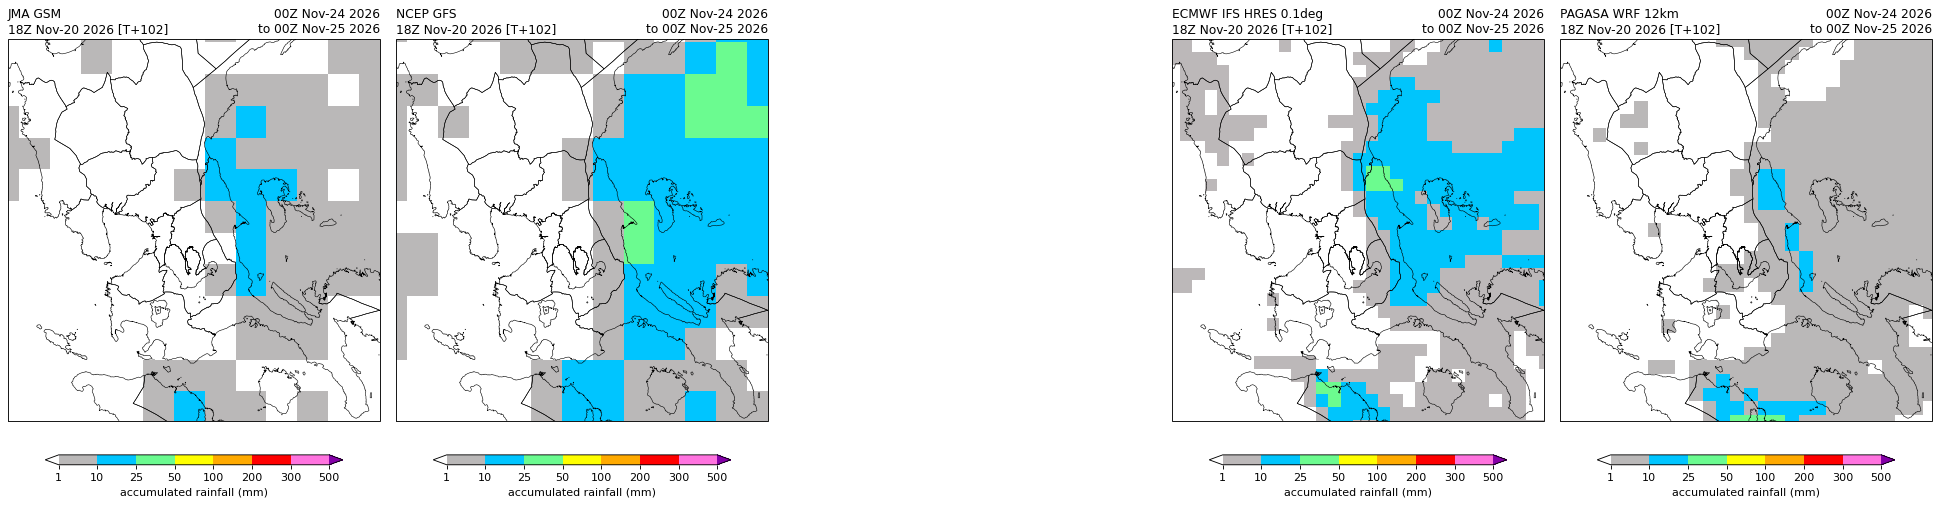 JMA GSM
18Z Nov-20 2026 [T+102]
00Z Nov-24 2026
to 00Z Nov-25 2026
NCEP GFS
18Z Nov-20 2026 [T+102]
00Z Nov-24 2026
to 00Z Nov-25 2026
ECMWF IFS HRES 0.1deg
18Z Nov-20 2026 [T+102]
00Z Nov-24 2026
to 00Z Nov-25 2026
PAGASA WRF 12km
18Z Nov-20 2026 [T+102]
00Z Nov-24 2026
to 00Z Nov-25 2026
1 10 25 50 100 200 300 500
accumulated rainfall (mm)
1 10 25 50 100 200 300 500
accumulated rainfall (mm)
1 10 25 50 100 200 300 500
accumulated rainfall (mm)
1 10 25 50 100 200 300 500
accumulated rainfall (mm)